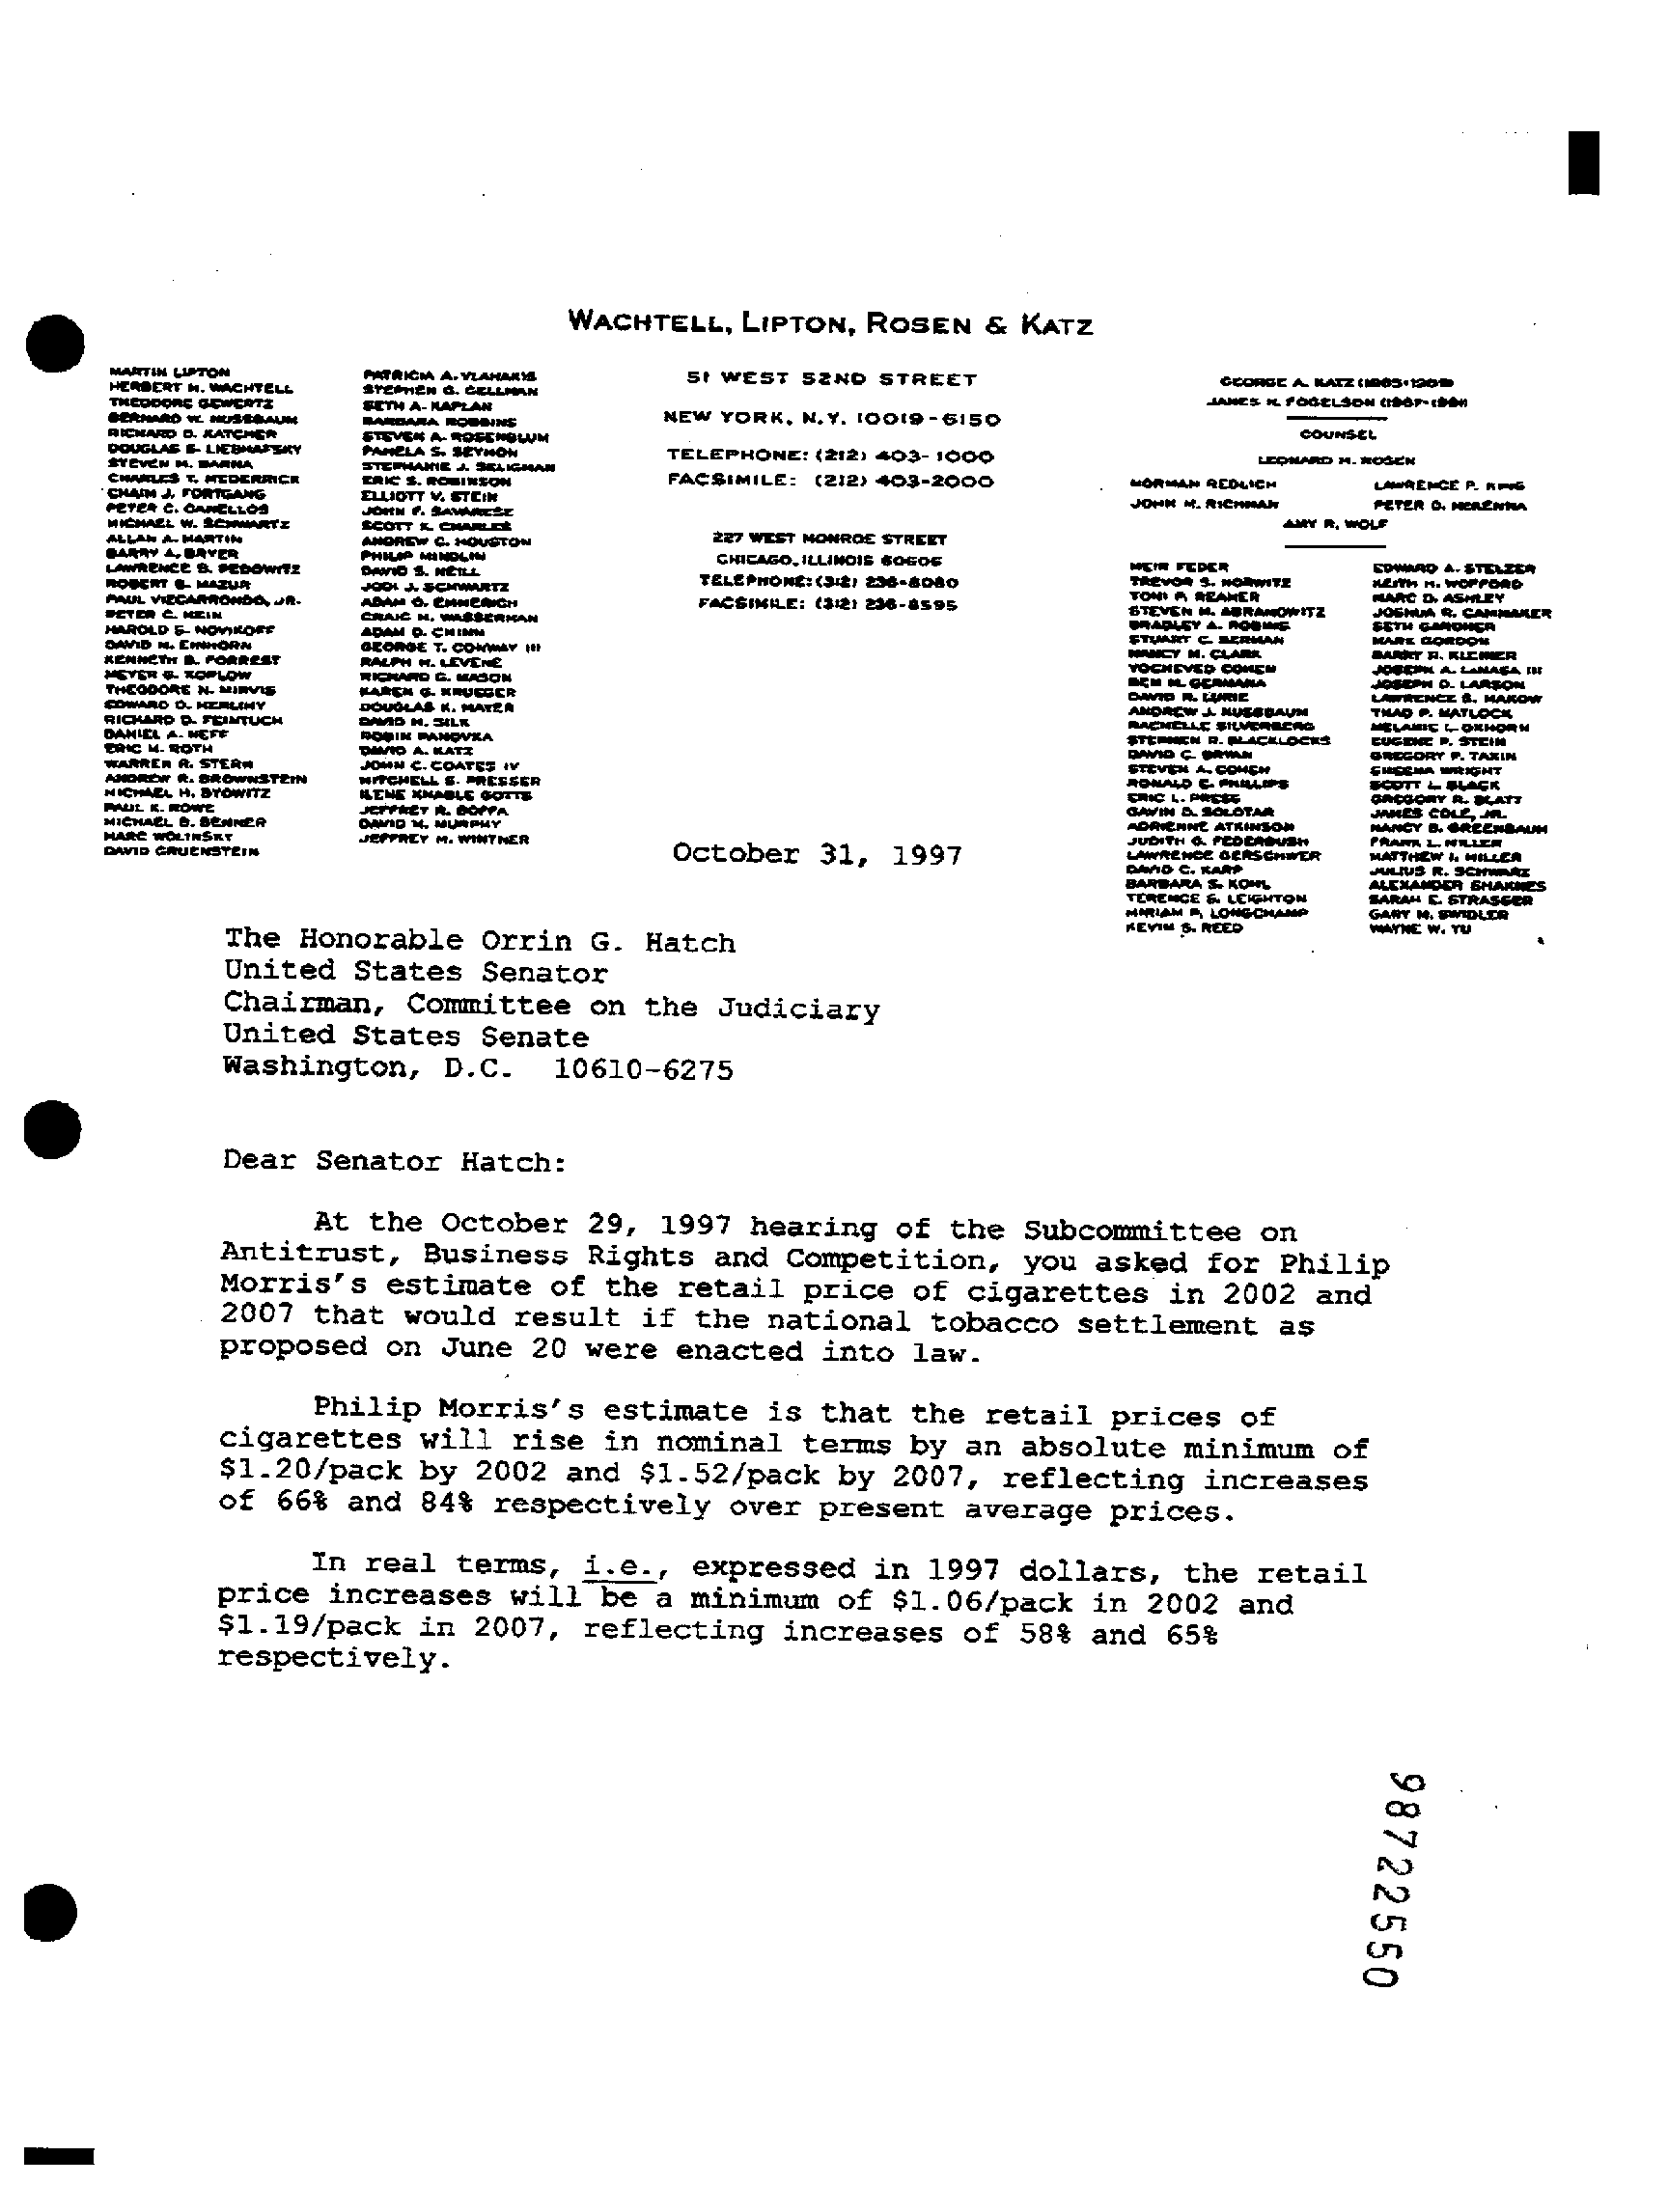 WACHTELL, LIPTON, ROSEN & KATZ
MARTIN LIPTON
HERBERT M. WACHTELL
THEODORE GEWERTZ
BERNARD W. NUSSBAUM
RICHARD D. KATCHER
DOUGLAS S. LIEBHAFSKY
STEVEN M. BARNA
CHARLES T. NEDERPRICK
CHAIM J. FORTGANG
PETER C. CANELLOS
MICHAEL W. SCHWARTZ
ALLAN A. MARTIN
BARRY A. BRYER
LAWRENCE B. PEDOWITZ
ROBERT B. MAZUR
PAUL VIZCARRONDO, JR.
PETER C. HEIN
HAROLD S. NOVIKOFF
DAVID M. EINHORN
KENNETH B. FORREST
MEYER G. KOPLOW
THEODORE N. MIRVIS
EDWARD D. HERLIHY
RICHARD D. FEINTUCH
DANIEL A. NEFF
ERIC M. ROTH
WARREN R. STERN
ANDREW R. BROWNSTEIN
MICHAEL H. BYOWITZ
PAUL K. ROWE
MICHAEL B. BENNER
MARC WOLINSKY
DAVID GRUENSTEIN
PATRICIA A. VLAHAKIS
STEPHEN G. GELLMAN
SETH A. KAPLAN
BARBARA ROBBINS
STEVEN A. ROSENBLUM
PAMELA S. SEYMON
STEPHANIE J. SELIGMAN
ERIC S. ROBINSON
ELLIOTT V. STEIN
JOHN F. SAVARESE
SCOTT K. CHARLES
ANDREW C. HOUSTON
PHILIP MINDLIN
DAVID S. NEILL
JODI J. SCHWARTZ
ADAM O. EMMERICH
CRAIG M. WASSERMAN
ADAM D. CHINN
GEORGE T. CONWAY III
RALPH M. LEVENE
RICHARD G. MASON
KAREN G. KRUEGER
DOUGLAS K. MAYER
DAVID M. SILK
ROBIN PANOVKA
DAVID A. KATZ
JOHN C. COATES IV
MITCHELL S. PRESSER
ILENE KNABLE GOTTS
JEFFREY R. BOFFA
DAVID M. MURPHY
JEFFREY M. WINTNER
51 WEST 52ND STREET
NEW YORK, N.Y. 10019-6150
TELEPHONE: (212) 403-1000
FACSIMILE: (212) 403-2000
227 WEST MONROE STREET
CHICAGO, ILLINOIS 60606
TELEPHONE: (312) 236-8080
FACSIMILE: (312) 236-8595
GEORGE A. KATZ
JAMES H. FOGELSON
COUNSEL
LEONARD M. ROSEN
NORMAN REDLICH LAWRENCE P. KING
JOHN M. RICHMAN PETER D. MCKENNA
AMY R. WOLF
MEIR FEDER
TREVOR S. NORWITZ
TONI P. REAMER
STEVEN M. ABRAMOWITZ
BRADLEY A. ROBINS
STUART C. BERMAN
NANCY M. CLARK
YOCHEVED COHEN
BEN M. GERMANA
DAVID R. LURIE
ANDREW J. NUSSBAUM
RACHELLE SILVERBERG
STEPHEN R. BLACKLOCKS
DAVID C. BRYAN
STEVEN A. COHEN
RONALD C. PHILLIPS
ERIC L. PRESS
GAVIN D. SOLOTAR
ADRIENNE ATKINSON
JUDITH G. FEDERBUSH
LAWRENCE GERSCHWER
DAVID C. KARP
BARBARA S. KOHL
TERENCE S. LEIGHTON
MIRIAM P. LONGCHAMP
KEVIN S. REED
EDWARD A. STELZER
KEITH H. WOFFORD
MARC D. ASHLEY
JOSHUA R. CAMMAKER
SETH GARDNER
MARK GORDON
BARRY R. KLEINER
JOSEPH A. LAMAGA III
JOSEPH D. LARSON
LAWRENCE S. MAKOW
THAD P. MATLOCK
MELANIE L. OXHORN
EUGENE P. STEIN
GREGORY P. TAXIN
SHEENA WRIGHT
SCOTT L. BLACK
GREGORY R. BLATT
JAMES COLE, JR.
NANCY B. GREENBAUM
FRANK L. MILLER
MATTHEW I. MILLER
JULIUS R. SCHWARZ
ALEXANDER SHAKNES
SARAH E. STRASSER
GARY M. SWIDLER
WAYNE W. YU
October 31, 1997
The Honorable Orrin G. Hatch
United States Senator
Chairman, Committee on the Judiciary
United States Senate
Washington, D.C. 10610-6275
Dear Senator Hatch:
At the October 29, 1997 hearing of the Subcommittee on
Antitrust, Business Rights and Competition, you asked for Philip
Morris's estimate of the retail price of cigarettes in 2002 and
2007 that would result if the national tobacco settlement as
proposed on June 20 were enacted into law.
Philip Morris's estimate is that the retail prices of
cigarettes will rise in nominal terms by an absolute minimum of
$1.20/pack by 2002 and $1.52/pack by 2007, reflecting increases
of 66% and 84% respectively over present average prices.
In real terms, i.e., expressed in 1997 dollars, the retail
price increases will be a minimum of $1.06/pack in 2002 and
$1.19/pack in 2007, reflecting increases of 58% and 65%
respectively.
98722550